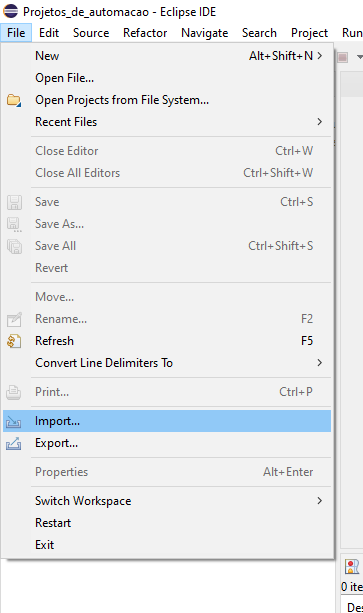 Projetos_de_automacao - Eclipse IDE
File Edit Source Refactor Navigate Search Project Run
New Alt+Shift+N >
Open File...
Open Projects from File System...
Recent Files >
Close Editor Ctrl+W
Close All Editors Ctrl+Shift+W
Save Ctrl+S
Save As...
Save All Ctrl+Shift+S
Revert
Move...
Rename... F2
Refresh F5
Convert Line Delimiters To >
Print... Ctrl+P
Import...
Export...
Properties Alt+Enter
Switch Workspace >
Restart
Exit
0 ite
Des